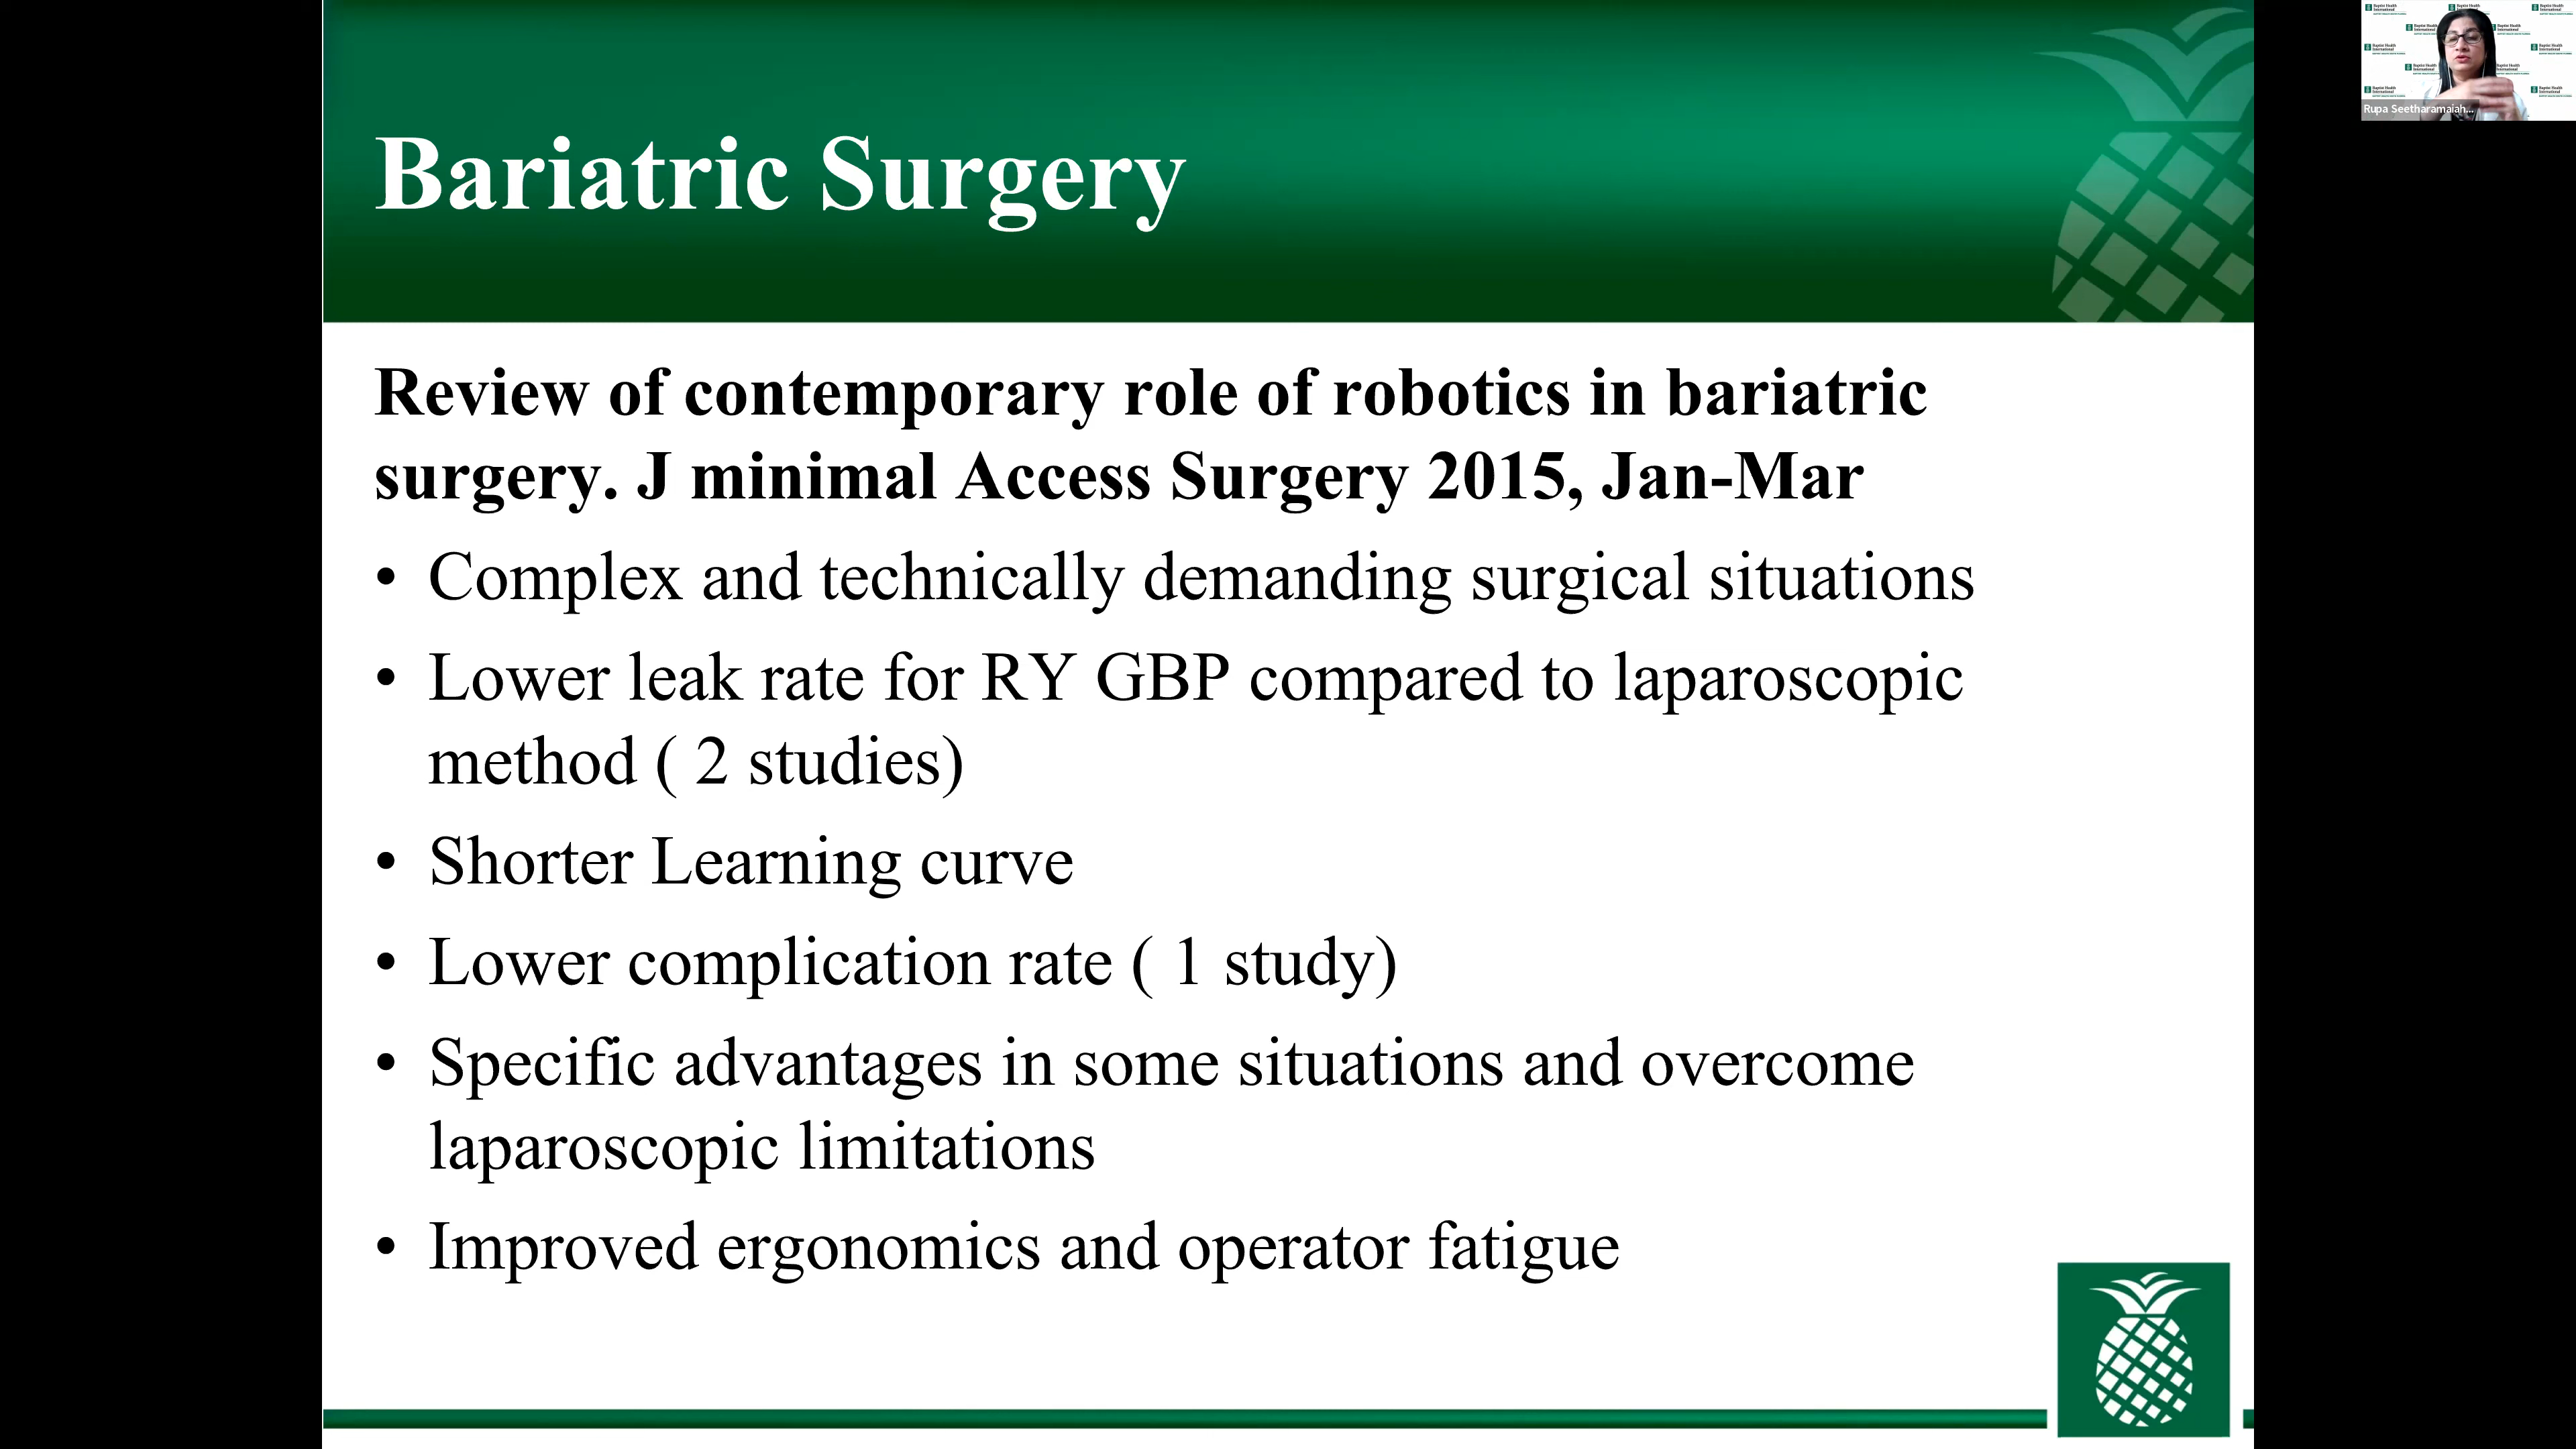 Bariatric Surgery
Review of contemporary role of robotics in bariatric
surgery. J minimal Access Surgery 2015, Jan-Mar
• Complex and technically demanding surgical situations
• Lower leak rate for RY GBP compared to laparoscopic
method ( 2 studies)
• Shorter Learning curve
• Lower complication rate ( 1 study)
• Specific advantages in some situations and overcome
laparoscopic limitations
• Improved ergonomics and operator fatigue
Baptist Health
International
Rupa Seetharamaiah...